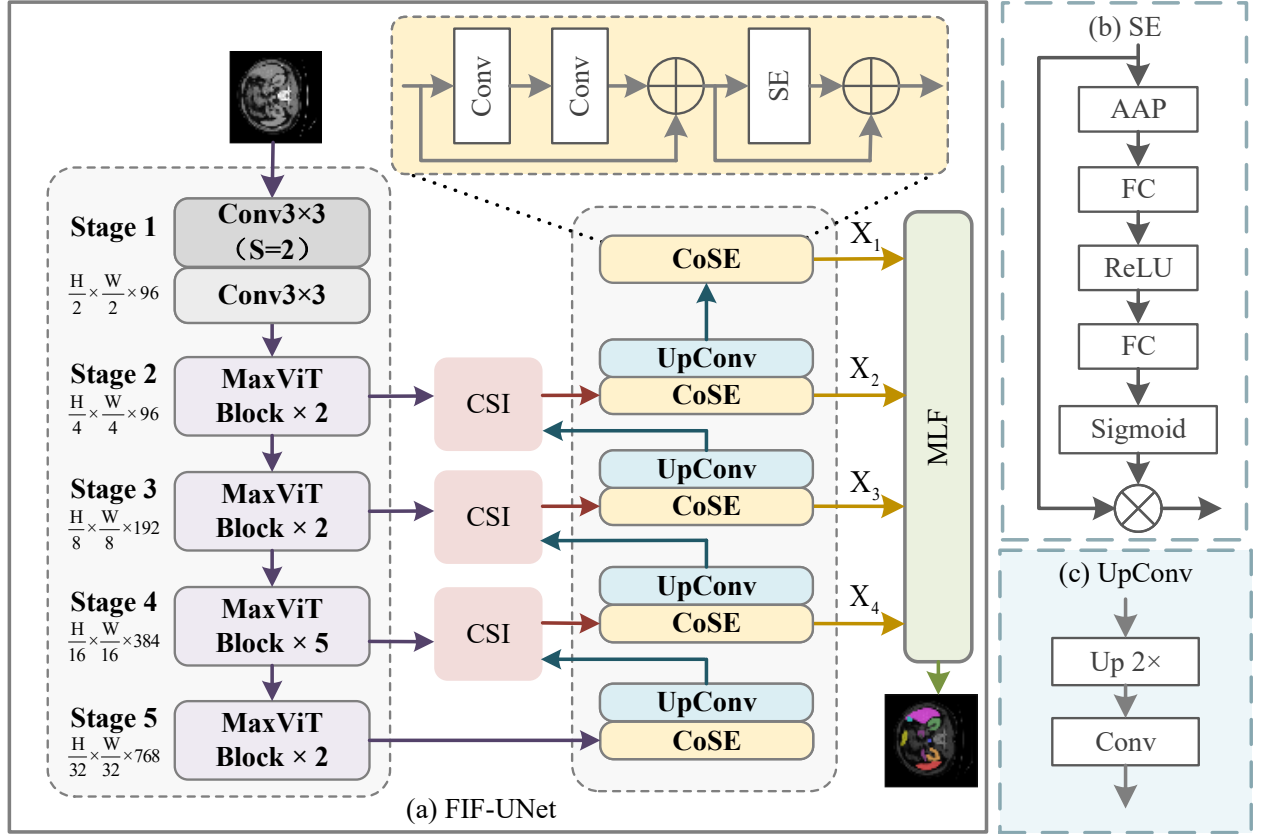 Conv
Conv
SE
Stage 1
Conv3×3
(S=2)
H/2 × W/2 × 96
Conv3×3
CoSE
X1
Stage 2
H/4 × W/4 × 96
MaxViT
Block × 2
CSI
UpConv
CoSE
X2
Stage 3
H/8 × W/8 ×192
MaxViT
Block × 2
CSI
UpConv
CoSE
X3
Stage 4
H/16 × W/16 ×384
MaxViT
Block × 5
CSI
UpConv
CoSE
X4
Stage 5
H/32 × W/32 ×768
MaxViT
Block × 2
UpConv
CoSE
MLF
(a) FIF-UNet
(b) SE
AAP
FC
ReLU
FC
Sigmoid
(c) UpConv
Up 2×
Conv